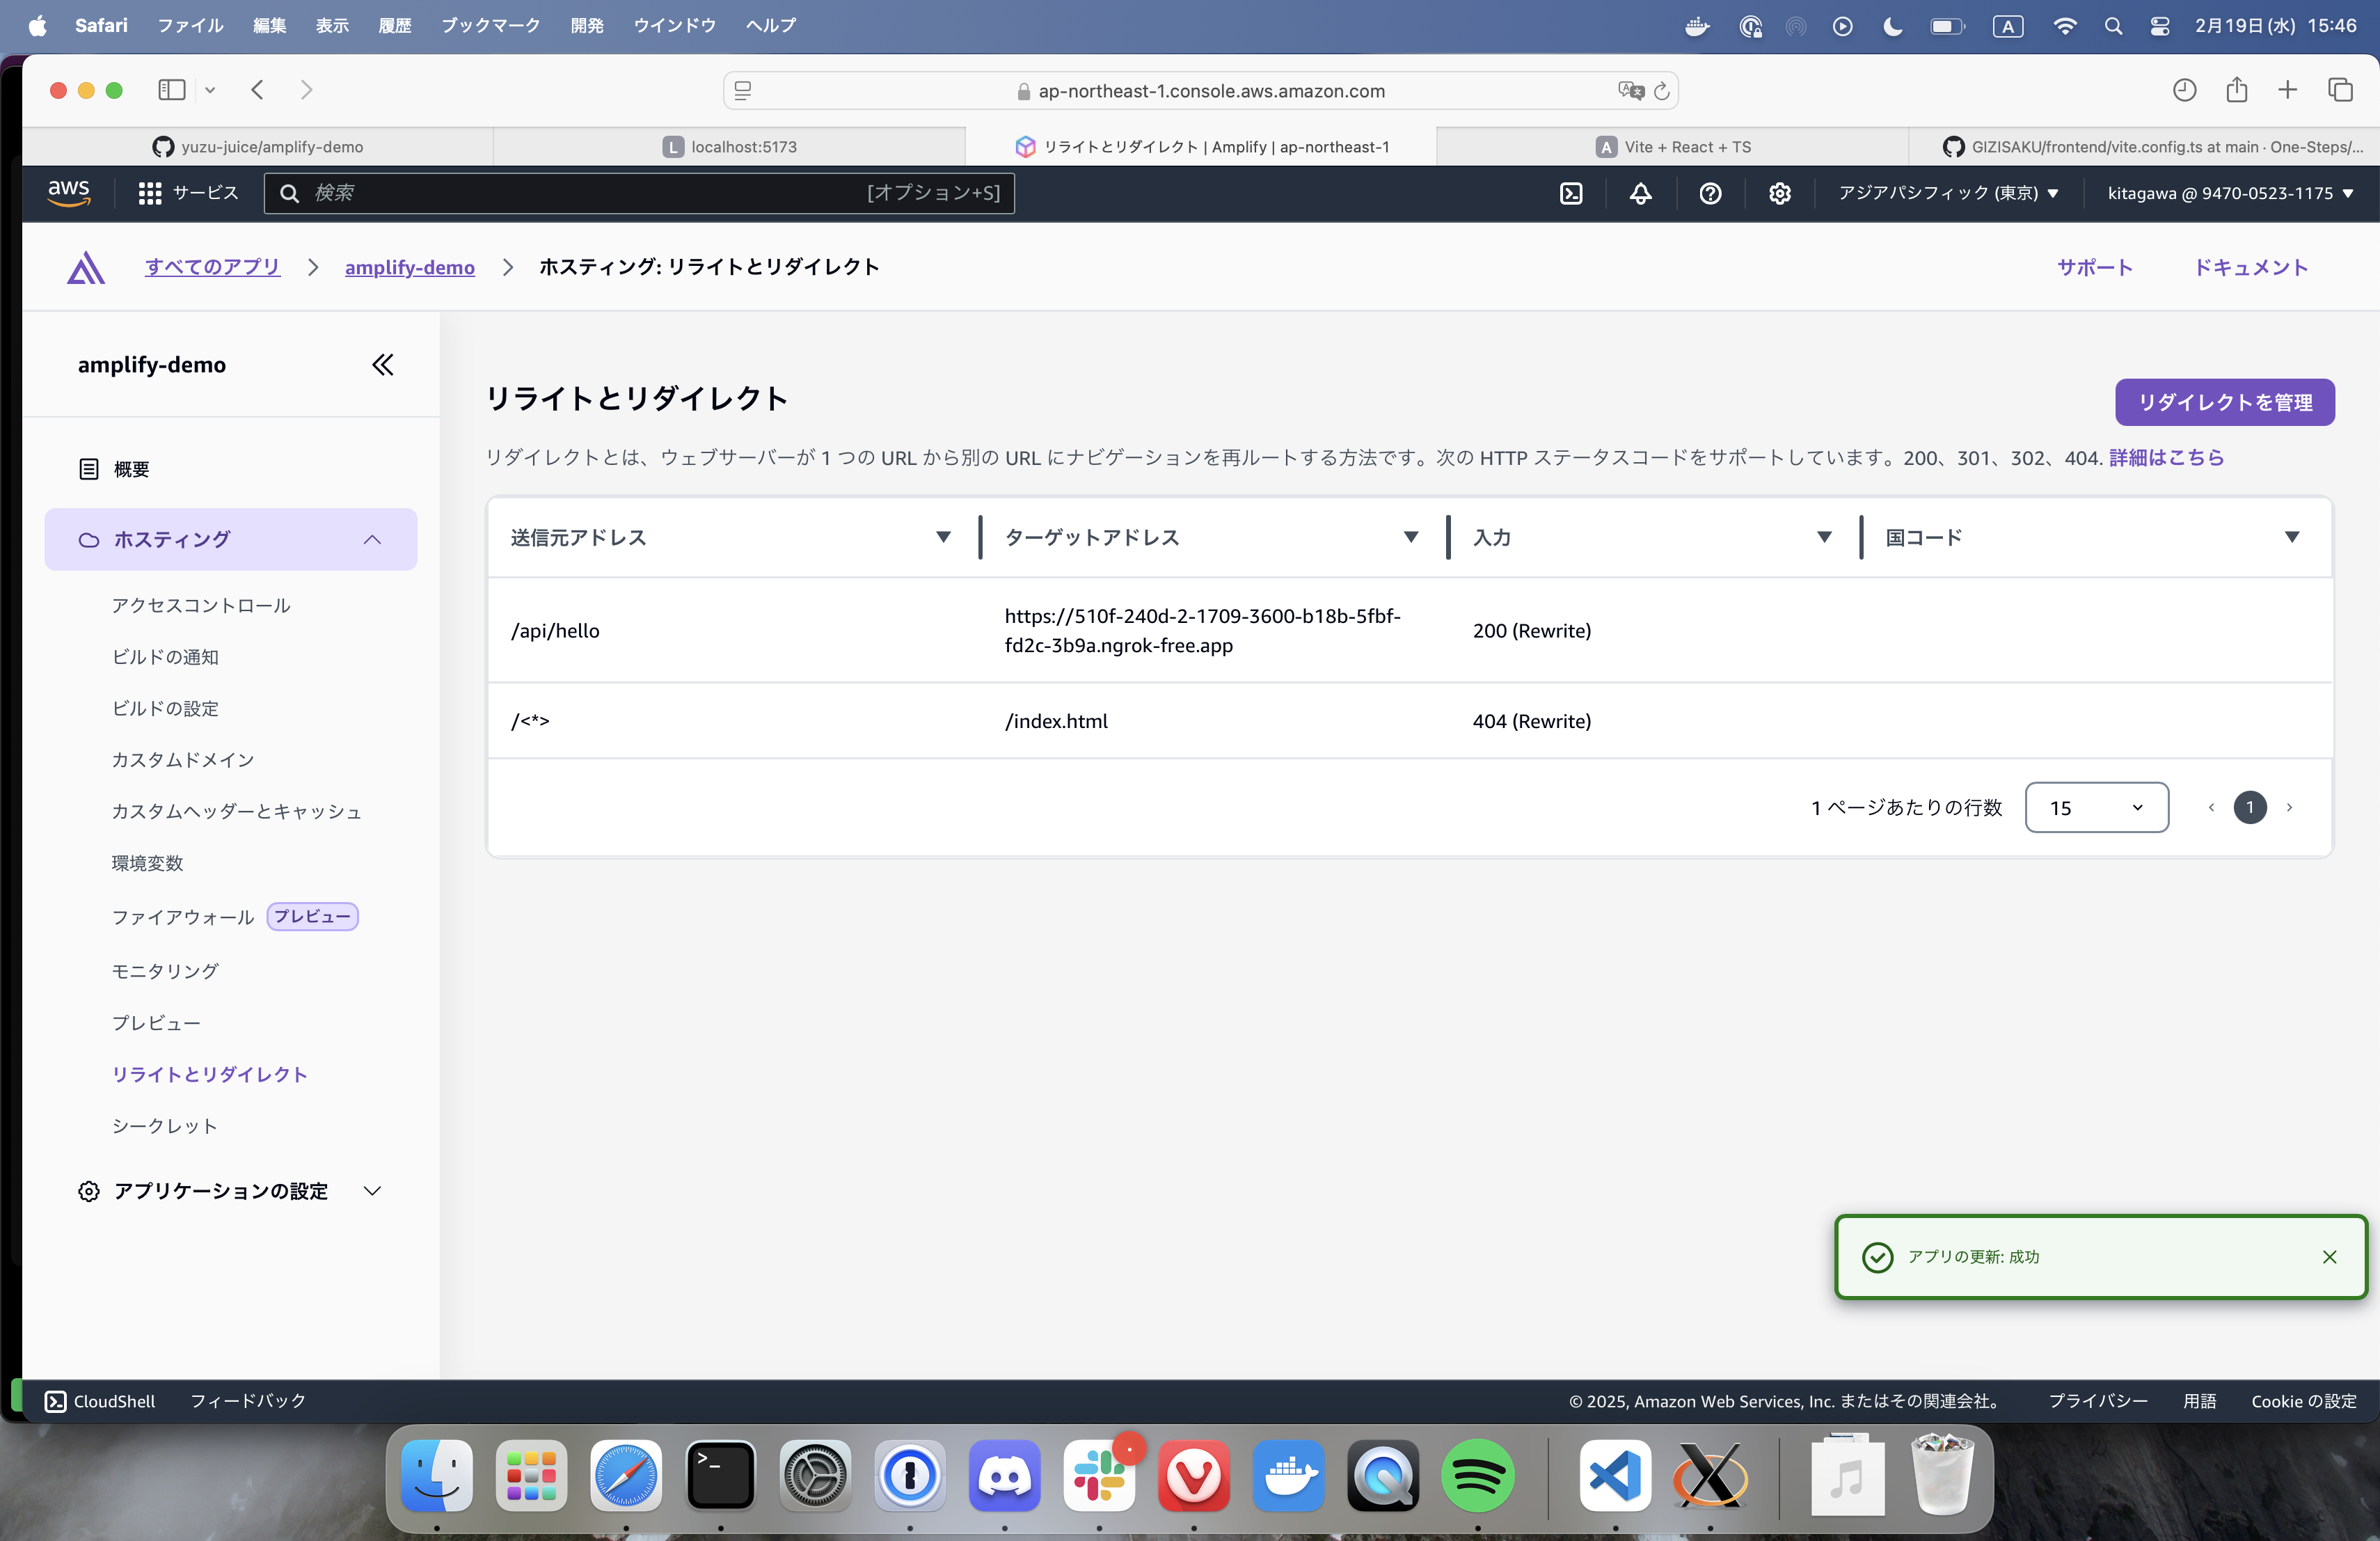 Safari ファイル 編集 表示 履歴 ブックマーク 開発 ウインドウ ヘルプ A 2月19日(水) 15:46
ap-northeast-1.console.aws.amazon.com
yuzu-juice/amplify-demo
L localhost:5173
リライトとリダイレクト | Amplify | ap-northeast-1
A Vite + React + TS
GIZISAKU/frontend/vite.config.ts at main · One-Steps/...
aws サービス 検索 [オプション+S] アジアパシフィック (東京) ▼ kitagawa @ 9470-0523-1175 ▼
すべてのアプリ > amplify-demo > ホスティング: リライトとリダイレクト サポート ドキュメント
amplify-demo
概要
ホスティング
アクセスコントロール
ビルドの通知
ビルドの設定
カスタムドメイン
カスタムヘッダーとキャッシュ
環境変数
ファイアウォール プレビュー
モニタリング
プレビュー
リライトとリダイレクト
シークレット
アプリケーションの設定
リライトとリダイレクト
リダイレクトを管理
リダイレクトとは、ウェブサーバーが 1 つの URL から別の URL にナビゲーションを再ルートする方法です。次の HTTP ステータスコードをサポートしています。200、301、302、404. 詳細はこちら
送信元アドレス ターゲットアドレス 入力 国コード
/api/hello https://510f-240d-2-1709-3600-b18b-5fbf-
fd2c-3b9a.ngrok-free.app 200 (Rewrite)
/<*> /index.html 404 (Rewrite)
1 ページあたりの行数 15 1
アプリの更新: 成功
CloudShell フィードバック © 2025, Amazon Web Services, Inc. またはその関連会社。 プライバシー 用語 Cookie の設定